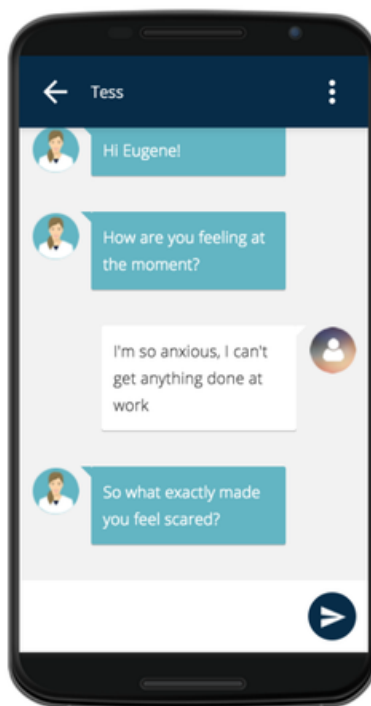 Tess
Hi Eugene!
How are you feeling at
the moment?
I'm so anxious, I can't
get anything done at
work
So what exactly made
you feel scared?